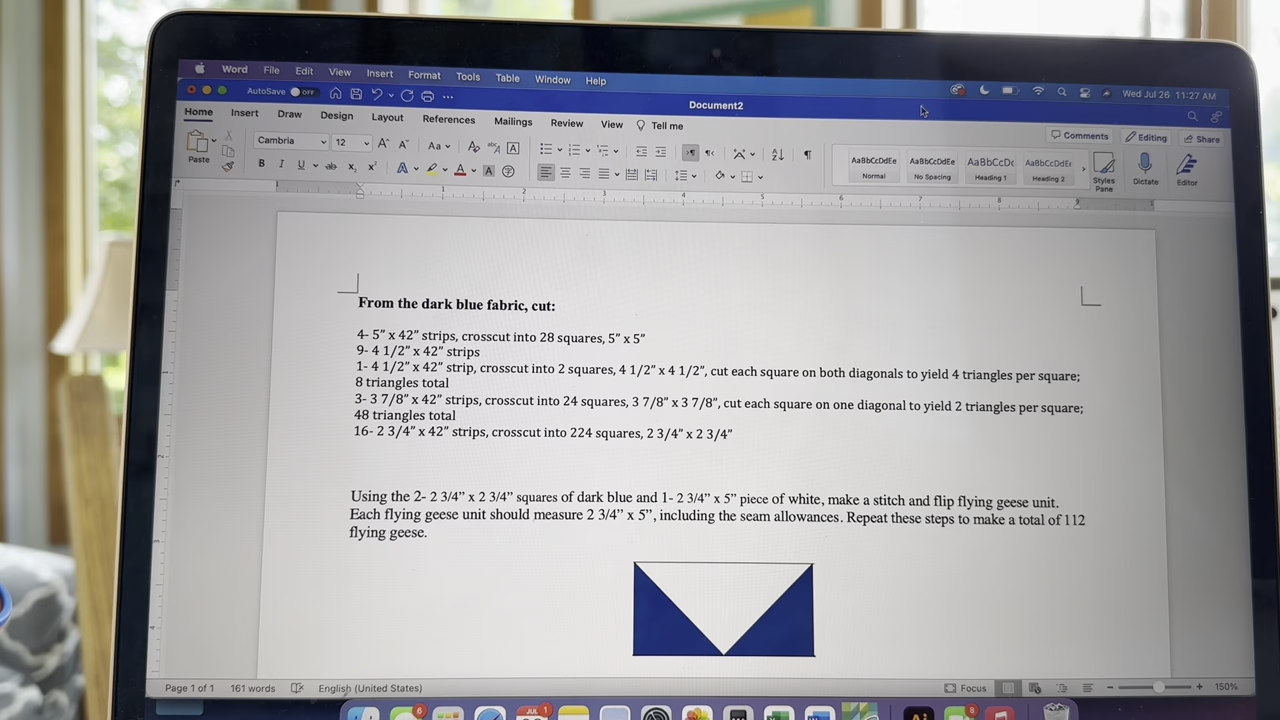 Word File Edit View Insert Format Tools Table Window Help Wed Jul 26 11:27 AM
AutoSave OFF Document2
Home Insert Draw Design Layout References Mailings Review View Tell me Comments Editing Share
Paste Cambria 12 Aa AaBbCcDdEe AaBbCcDdEe AaBbCcDc AaBbCcDdEe
Normal No Spacing Heading 1 Heading 2 Styles Pane Dictate Editor
From the dark blue fabric, cut:
4- 5” x 42” strips, crosscut into 28 squares, 5” x 5”
9- 4 1/2” x 42” strips
1- 4 1/2” x 42” strip, crosscut into 2 squares, 4 1/2” x 4 1/2”, cut each square on both diagonals to yield 4 triangles per square;
8 triangles total
3- 3 7/8” x 42” strips, crosscut into 24 squares, 3 7/8” x 3 7/8”, cut each square on one diagonal to yield 2 triangles per square;
48 triangles total
16- 2 3/4” x 42” strips, crosscut into 224 squares, 2 3/4” x 2 3/4”
Using the 2- 2 3/4” x 2 3/4” squares of dark blue and 1- 2 3/4” x 5” piece of white, make a stitch and flip flying geese unit.
Each flying geese unit should measure 2 3/4” x 5”, including the seam allowances. Repeat these steps to make a total of 112
flying geese.
Page 1 of 1 161 words English (United States) Focus 150%
6 JUL 1 Ai 8